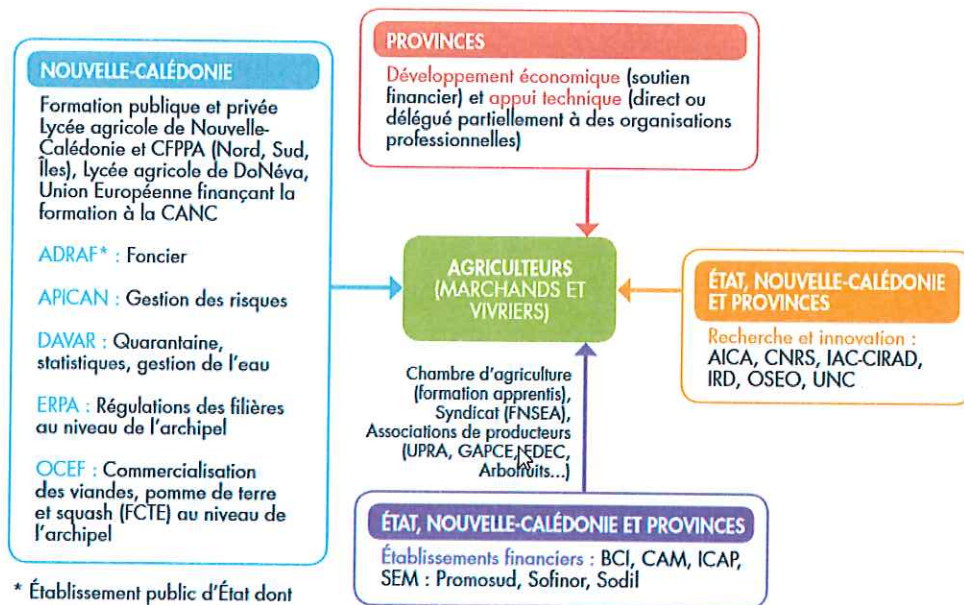 NOUVELLE-CALÉDONIE
Formation publique et privée
Lycée agricole de Nouvelle-
Calédonie et CFPPA (Nord, Sud,
Îles), Lycée agricole de DoNéva,
Union Européenne finançant la
formation à la CANC
ADRAF* : Foncier
APICAN : Gestion des risques
DAVAR : Quarantaine,
statistiques, gestion de l'eau
ERPA : Régulations des filières
au niveau de l'archipel
OCEF : Commercialisation
des viandes, pomme de terre
et squash (FCTE) au niveau de
l'archipel
* Établissement public d'État dont
PROVINCES
Développement économique (soutien
financier) et appui technique (direct ou
délégué partiellement à des organisations
professionnelles)
AGRICULTEURS
(MARCHANDS ET
VIVRIERS)
ÉTAT, NOUVELLE-CALÉDONIE
ET PROVINCES
Recherche et innovation :
AICA, CNRS, IAC-CIRAD,
IRD, OSEO, UNC
Chambre d'agriculture
(formation apprentis),
Syndicat (FNSEA),
Associations de producteurs
(UPRA, GAPCE, EDEC,
Arbofruits...)
ÉTAT, NOUVELLE-CALÉDONIE ET PROVINCES
Établissements financiers : BCI, CAM, ICAP,
SEM : Promosud, Sofinor, Sodil